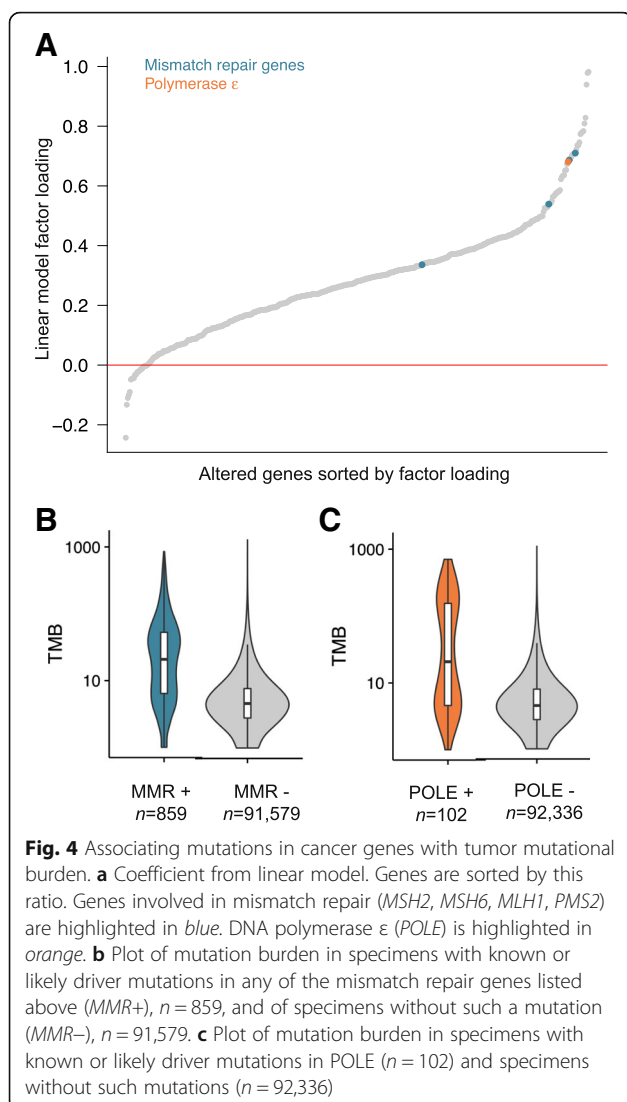 A
Linear model factor loading
1.0
0.8
0.6
0.4
0.2
0.0
−0.2
Mismatch repair genes
Polymerase ε
Altered genes sorted by factor loading
B
TMB
1000
10
MMR +
n=859
MMR -
n=91,579
C
TMB
1000
10
POLE +
n=102
POLE -
n=92,336
Fig. 4 Associating mutations in cancer genes with tumor mutational
burden. a Coefficient from linear model. Genes are sorted by this
ratio. Genes involved in mismatch repair (MSH2, MSH6, MLH1, PMS2)
are highlighted in blue. DNA polymerase ε (POLE) is highlighted in
orange. b Plot of mutation burden in specimens with known or
likely driver mutations in any of the mismatch repair genes listed
above (MMR+), n = 859, and of specimens without such a mutation
(MMR−), n = 91,579. c Plot of mutation burden in specimens with
known or likely driver mutations in POLE (n = 102) and specimens
without such mutations (n = 92,336)